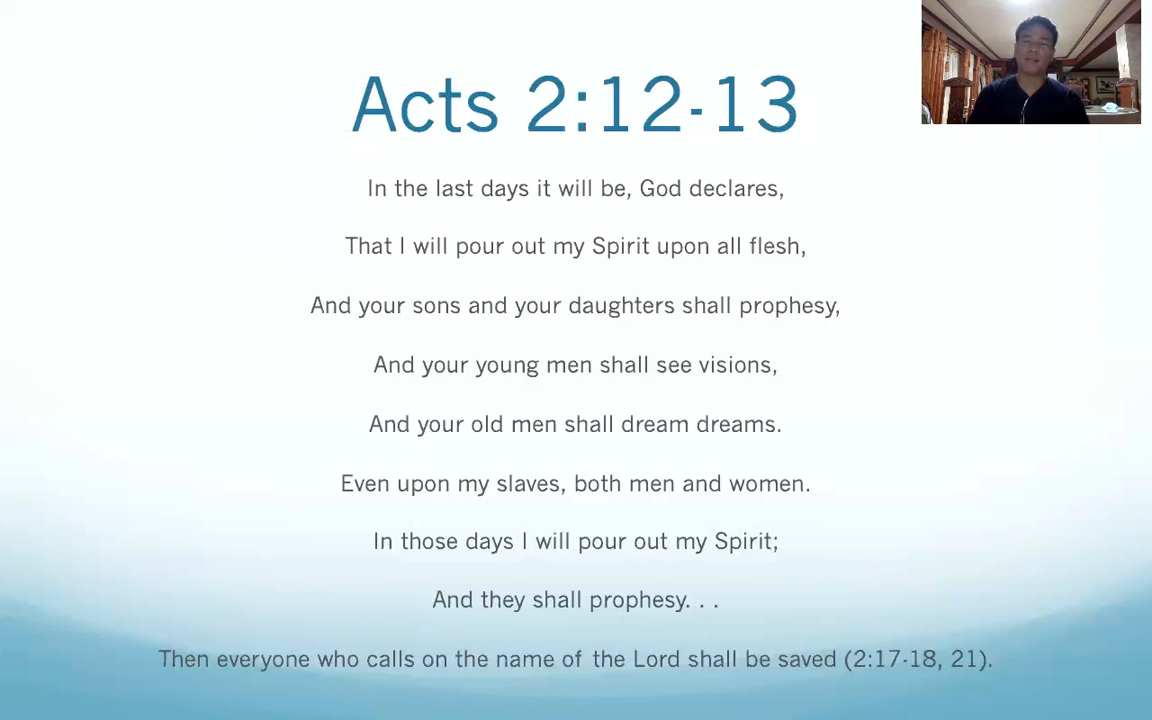 Acts 2:12-13
In the last days it will be, God declares,
That I will pour out my Spirit upon all flesh,
And your sons and your daughters shall prophesy,
And your young men shall see visions,
And your old men shall dream dreams.
Even upon my slaves, both men and women.
In those days I will pour out my Spirit;
And they shall prophesy. . .
Then everyone who calls on the name of the Lord shall be saved (2:17-18, 21).